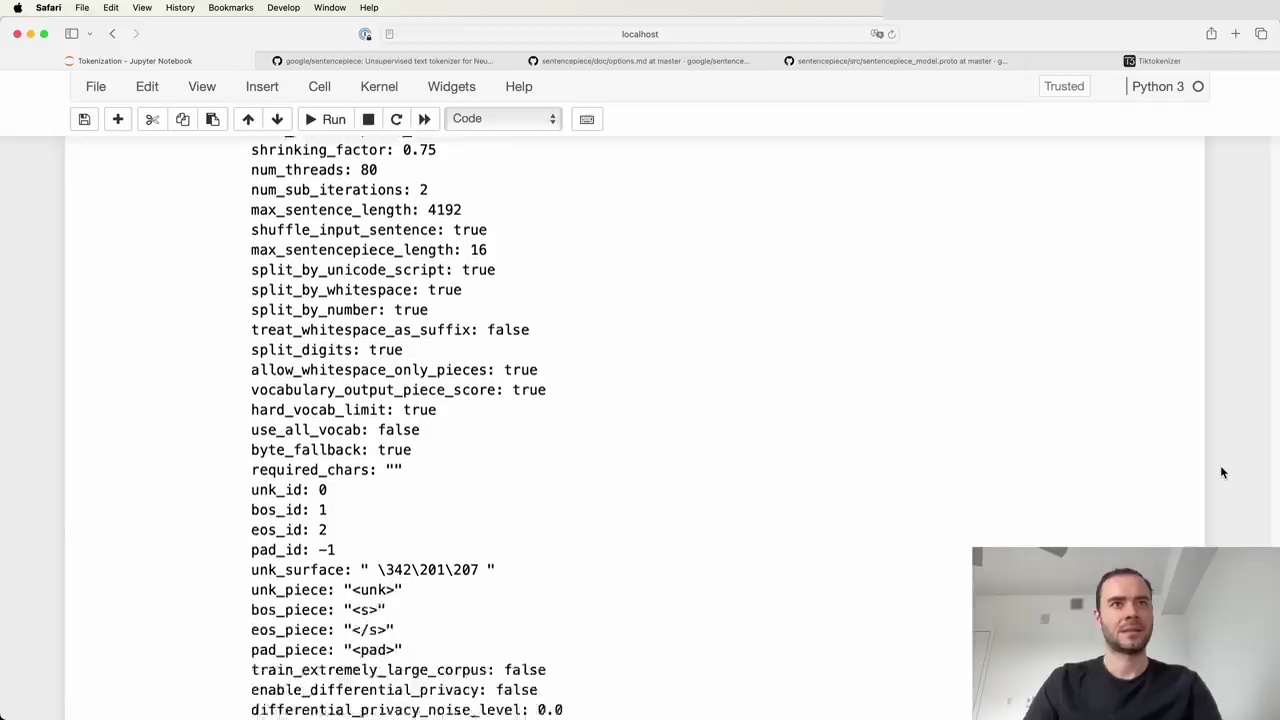 Safari File Edit View History Bookmarks Develop Window Help
localhost
Tokenization - Jupyter Notebook
google/sentencepiece: Unsupervised text tokenizer for Neu...
sentencepiece/doc/options.md at master · google/sentence...
sentencepiece/src/sentencepiece_model.proto at master · g...
T3 Tiktokenizer
File Edit View Insert Cell Kernel Widgets Help
Trusted
Python 3
Run
Code
shrinking_factor: 0.75
num_threads: 80
num_sub_iterations: 2
max_sentence_length: 4192
shuffle_input_sentence: true
max_sentencepiece_length: 16
split_by_unicode_script: true
split_by_whitespace: true
split_by_number: true
treat_whitespace_as_suffix: false
split_digits: true
allow_whitespace_only_pieces: true
vocabulary_output_piece_score: true
hard_vocab_limit: true
use_all_vocab: false
byte_fallback: true
required_chars: ""
unk_id: 0
bos_id: 1
eos_id: 2
pad_id: -1
unk_surface: " \342\201\207 "
unk_piece: "<unk>"
bos_piece: "<s>"
eos_piece: "</s>"
pad_piece: "<pad>"
train_extremely_large_corpus: false
enable_differential_privacy: false
differential_privacy_noise_level: 0.0